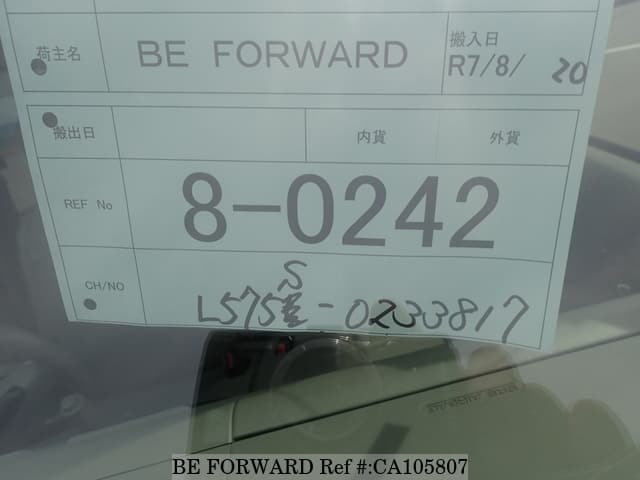 荷主名 BE FORWARD 搬入日
R7/8/ 20
搬出日 内貨 外貨
REF No 8-0242
S
CH/NO L575-0233817
BE FORWARD Ref #:CA105807